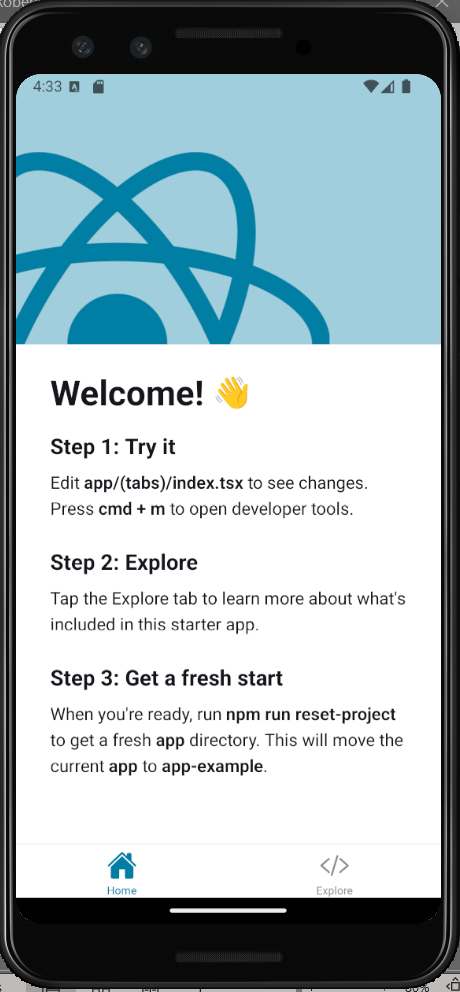 4:33
Welcome! 👋
Step 1: Try it
Edit app/(tabs)/index.tsx to see changes.
Press cmd + m to open developer tools.
Step 2: Explore
Tap the Explore tab to learn more about what's
included in this starter app.
Step 3: Get a fresh start
When you're ready, run npm run reset-project
to get a fresh app directory. This will move the
current app to app-example.
Home
Explore